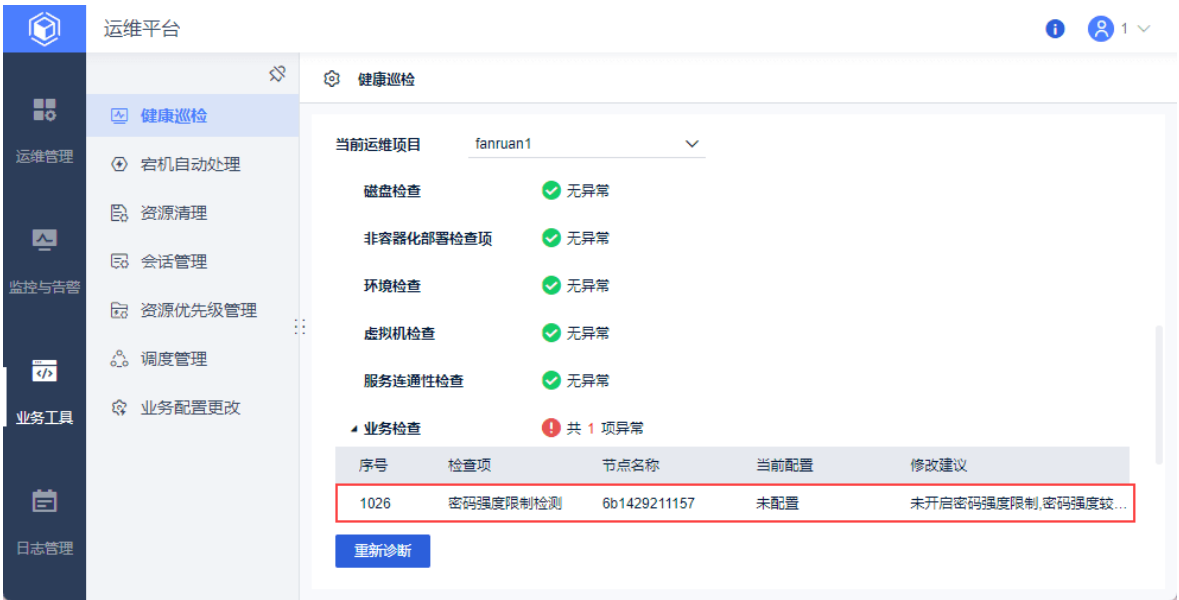 运维平台
1
运维管理
监控与告警
业务工具
日志管理
健康巡检
宕机自动处理
资源清理
会话管理
资源优先级管理
调度管理
业务配置更改
健康巡检
当前运维项目 fanruan1
磁盘检查 无异常
非容器化部署检查项 无异常
环境检查 无异常
虚拟机检查 无异常
服务连通性检查 无异常
业务检查 共 1 项异常
序号 检查项 节点名称 当前配置 修改建议
1026 密码强度限制检测 6b1429211157 未配置 未开启密码强度限制,密码强度较...
重新诊断